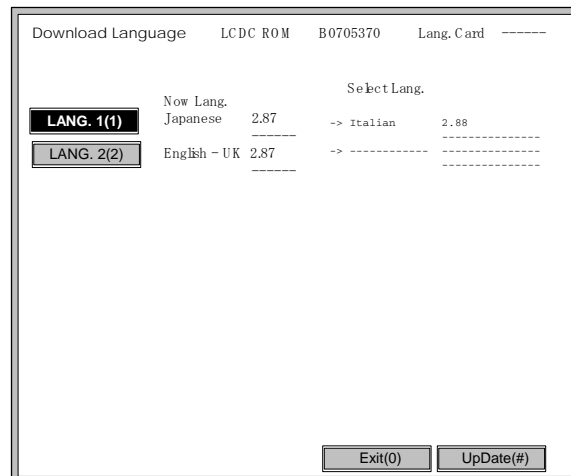 Download Language LCDC ROM B0705370 Lang. Card ------
Select Lang.
Now Lang.
LANG. 1(1) Japanese 2.87 -> Italian 2.88
------ --------------
LANG. 2(2) English - UK 2.87 -> ------------ --------------
------ --------------
Exit(0) UpDate(#)